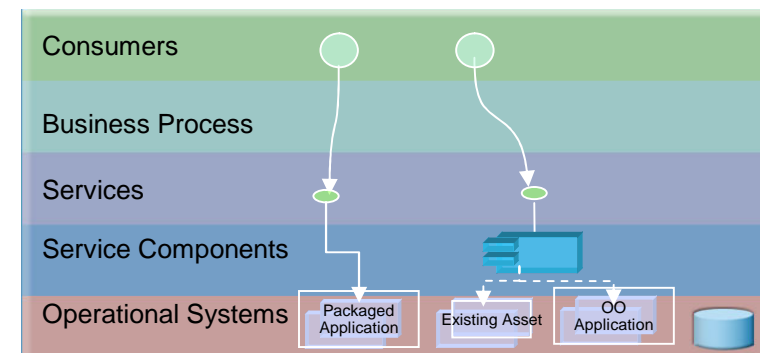 Consumers
Business Process
Services
Service Components
Operational Systems
Packaged
Application
Existing Asset
OO
Application